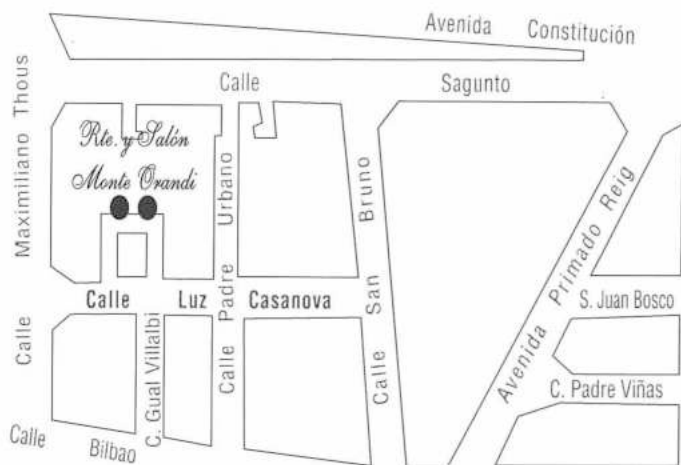 Avenida Constitución
Calle Sagunto
Calle Maximiliano Thous
Rte. y Salón
Monte Orandi
Calle Padre Urbano
Calle San Bruno
Avenida Primado Reig
Calle Luz Casanova
S. Juan Bosco
C. Gual Villalbi
C. Padre Viñas
Calle Bilbao